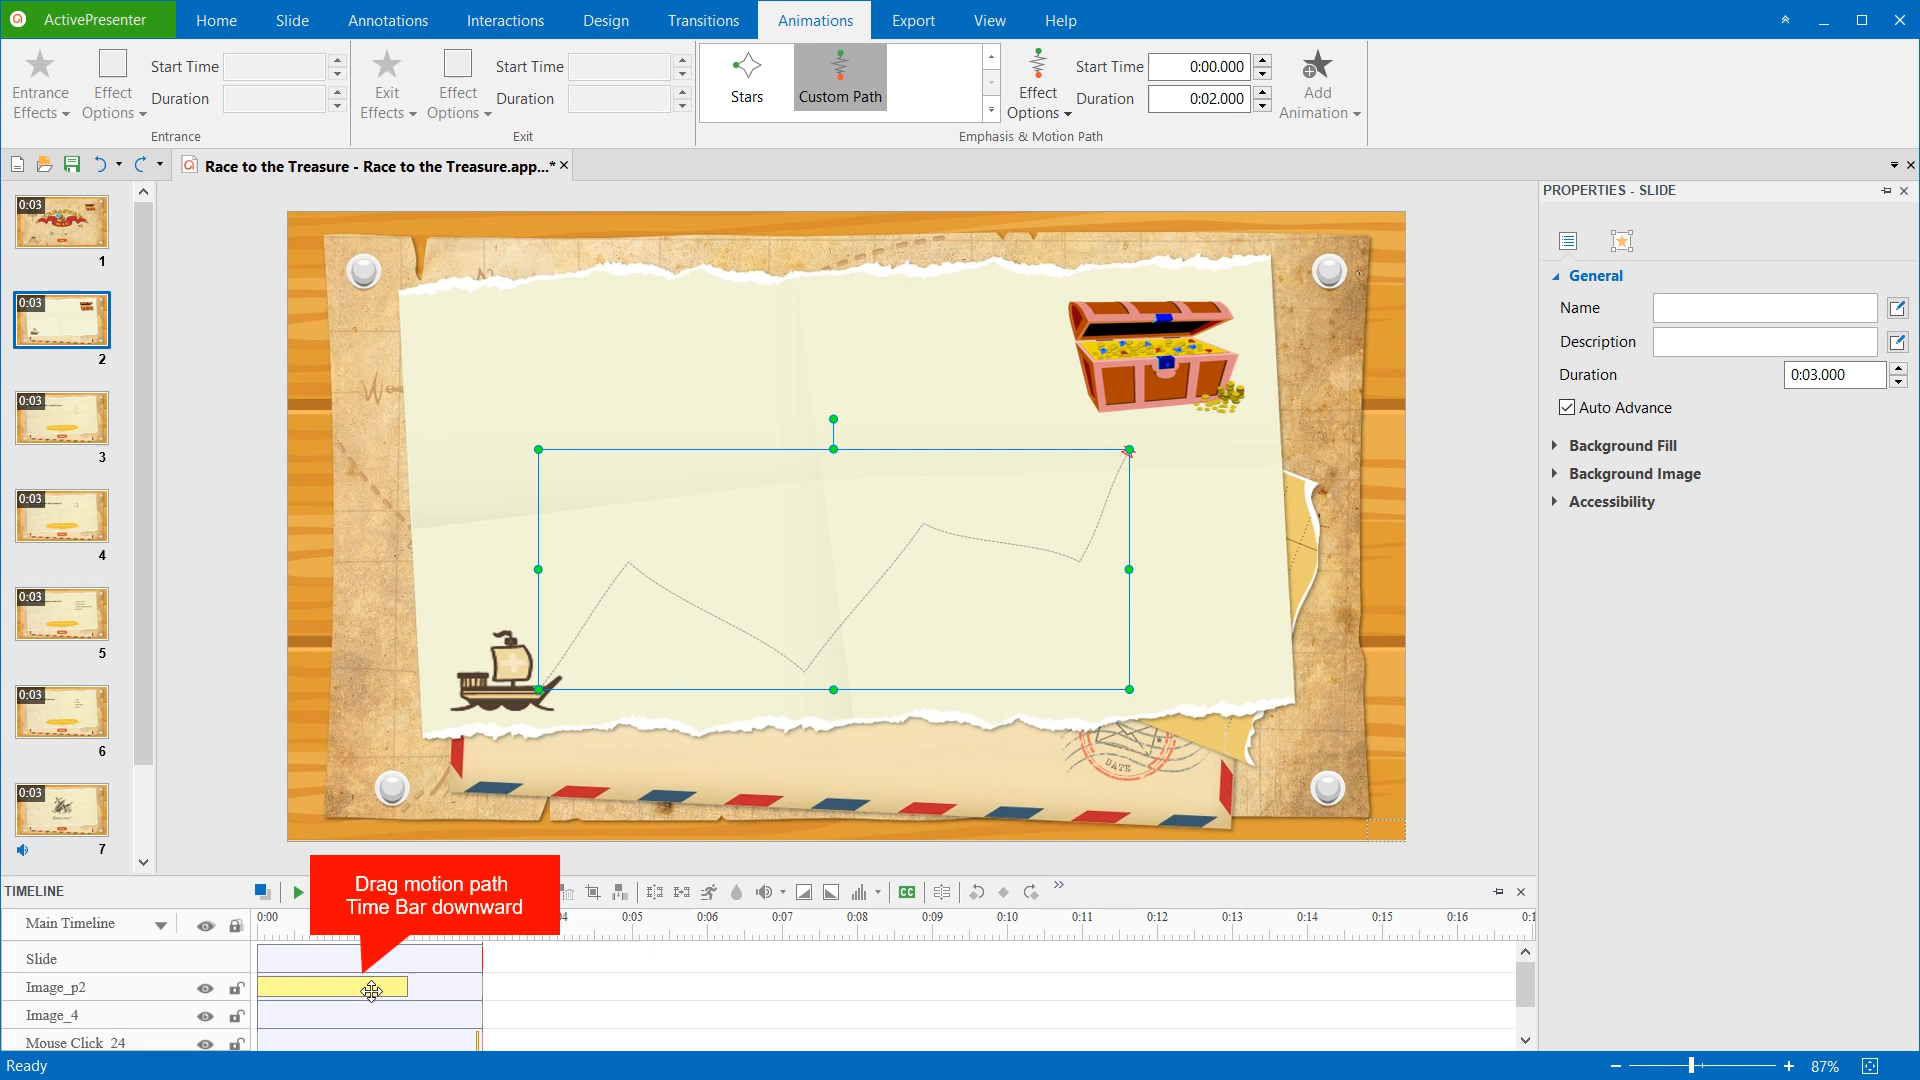 ActivePresenter
Home Slide Annotations Interactions Design Transitions Animations Export View Help
Entrance Effects
Effect Options
Start Time
Duration
Entrance
Exit Effects
Effect Options
Start Time
Duration
Exit
Stars
Custom Path
Effect Options
Start Time 0:00.000
Duration 0:02.000
Add Animation
Emphasis & Motion Path
Race to the Treasure - Race to the Treasure.app...*
0:03
1
0:03
2
0:03
3
0:03
4
0:03
5
0:03
6
0:03
7
DATE
PROPERTIES - SLIDE
General
Name
Description
Duration 0:03.000
Auto Advance
Background Fill
Background Image
Accessibility
Drag motion path
Time Bar downward
TIMELINE
CC
Main Timeline
0:00 0:05 0:06 0:07 0:08 0:09 0:10 0:11 0:12 0:13 0:14 0:15 0:16
Slide
Image_p2
Image_4
Mouse Click_24
Ready
87%